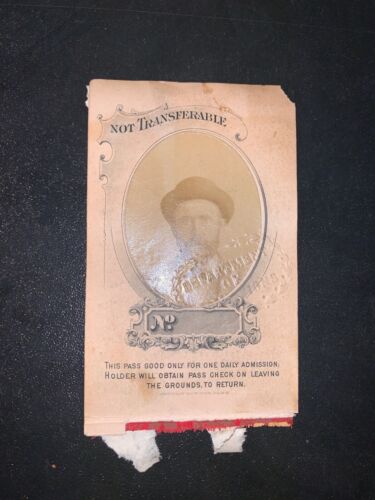 NOT TRANSFERABLE.
DEPARTMENT
No
THIS PASS GOOD ONLY FOR ONE DAILY ADMISSION.
HOLDER WILL OBTAIN PASS CHECK ON LEAVING
THE GROUNDS, TO RETURN.